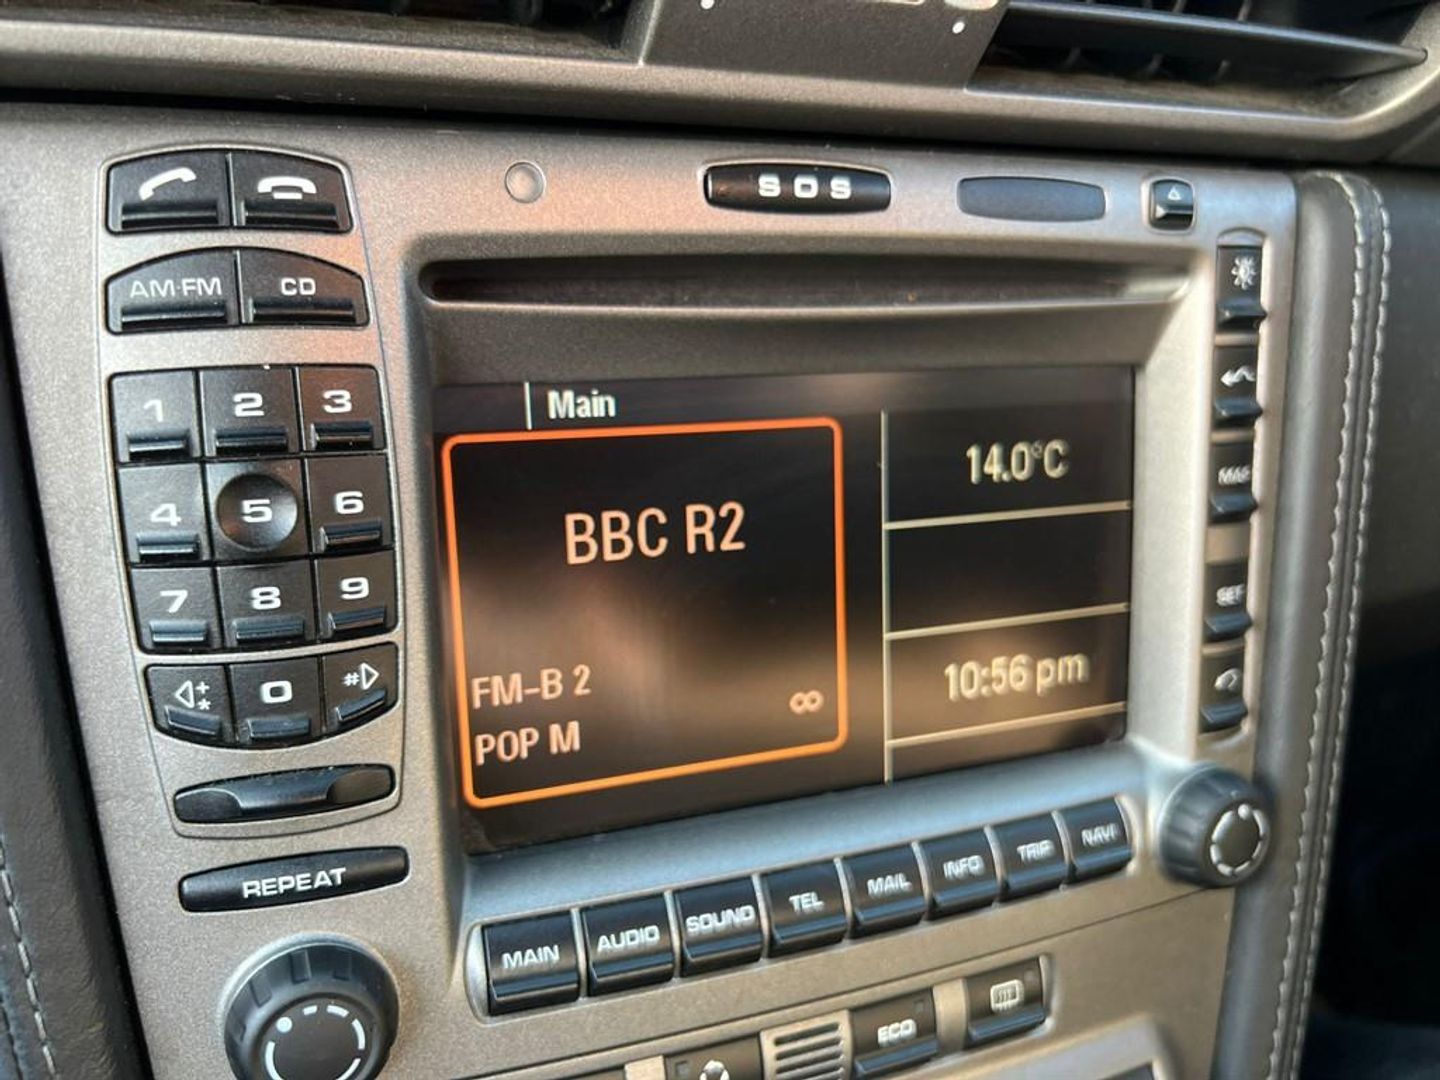 SOS
AM·FM CD
1 2 3
4 5 6
7 8 9
+ * 0 #
REPEAT
Main
BBC R2
FM-B 2
POP M
14.0°C
10:56 pm
MAP
SET
MAIN AUDIO SOUND TEL MAIL INFO TRIP NAVI
ECO